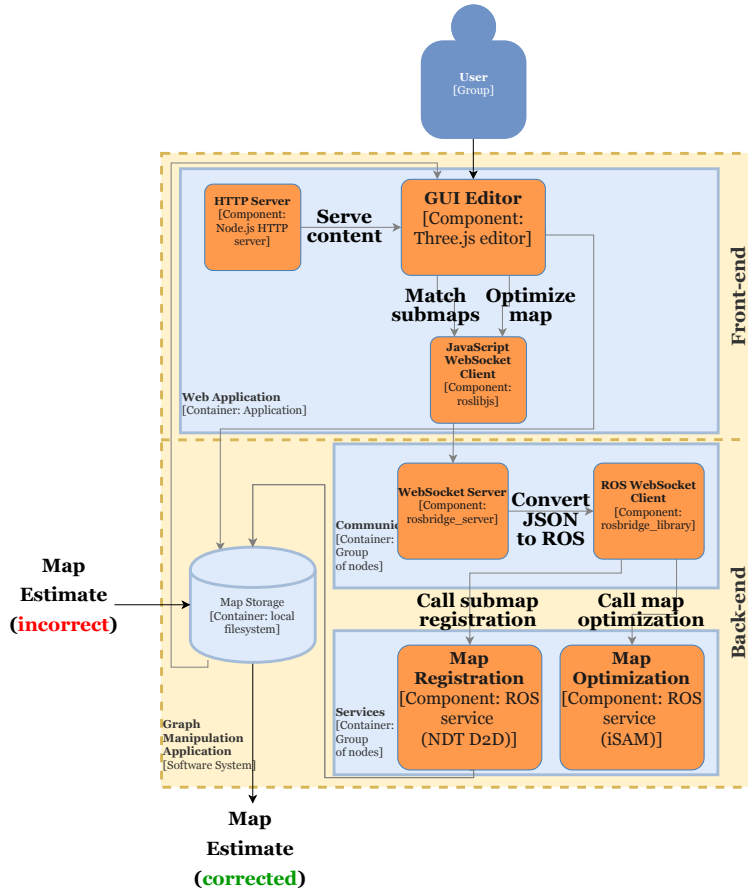 User
[Group]
HTTP Server
[Component:
Node.js HTTP
server]
Serve
content
GUI Editor
[Component:
Three.js editor]
Front-end
Match
submaps
Optimize
map
JavaScript
WebSocket
Client
[Component:
roslibjs]
Web Application
[Container: Application]
WebSocket Server
[Component:
rosbridge_server]
Convert
JSON
to ROS
ROS WebSocket
Client
[Component:
rosbridge_library]
Communic
[Container:
Group
of nodes]
Back-end
Map
Estimate
(incorrect)
Map Storage
[Container: local
filesystem]
Call submap
registration
Call map
optimization
Map
Registration
[Component: ROS
service
(NDT D2D)]
Map
Optimization
[Component: ROS
service
(iSAM)]
Services
[Container:
Group
of nodes]
Graph
Manipulation
Application
[Software System]
Map
Estimate
(corrected)